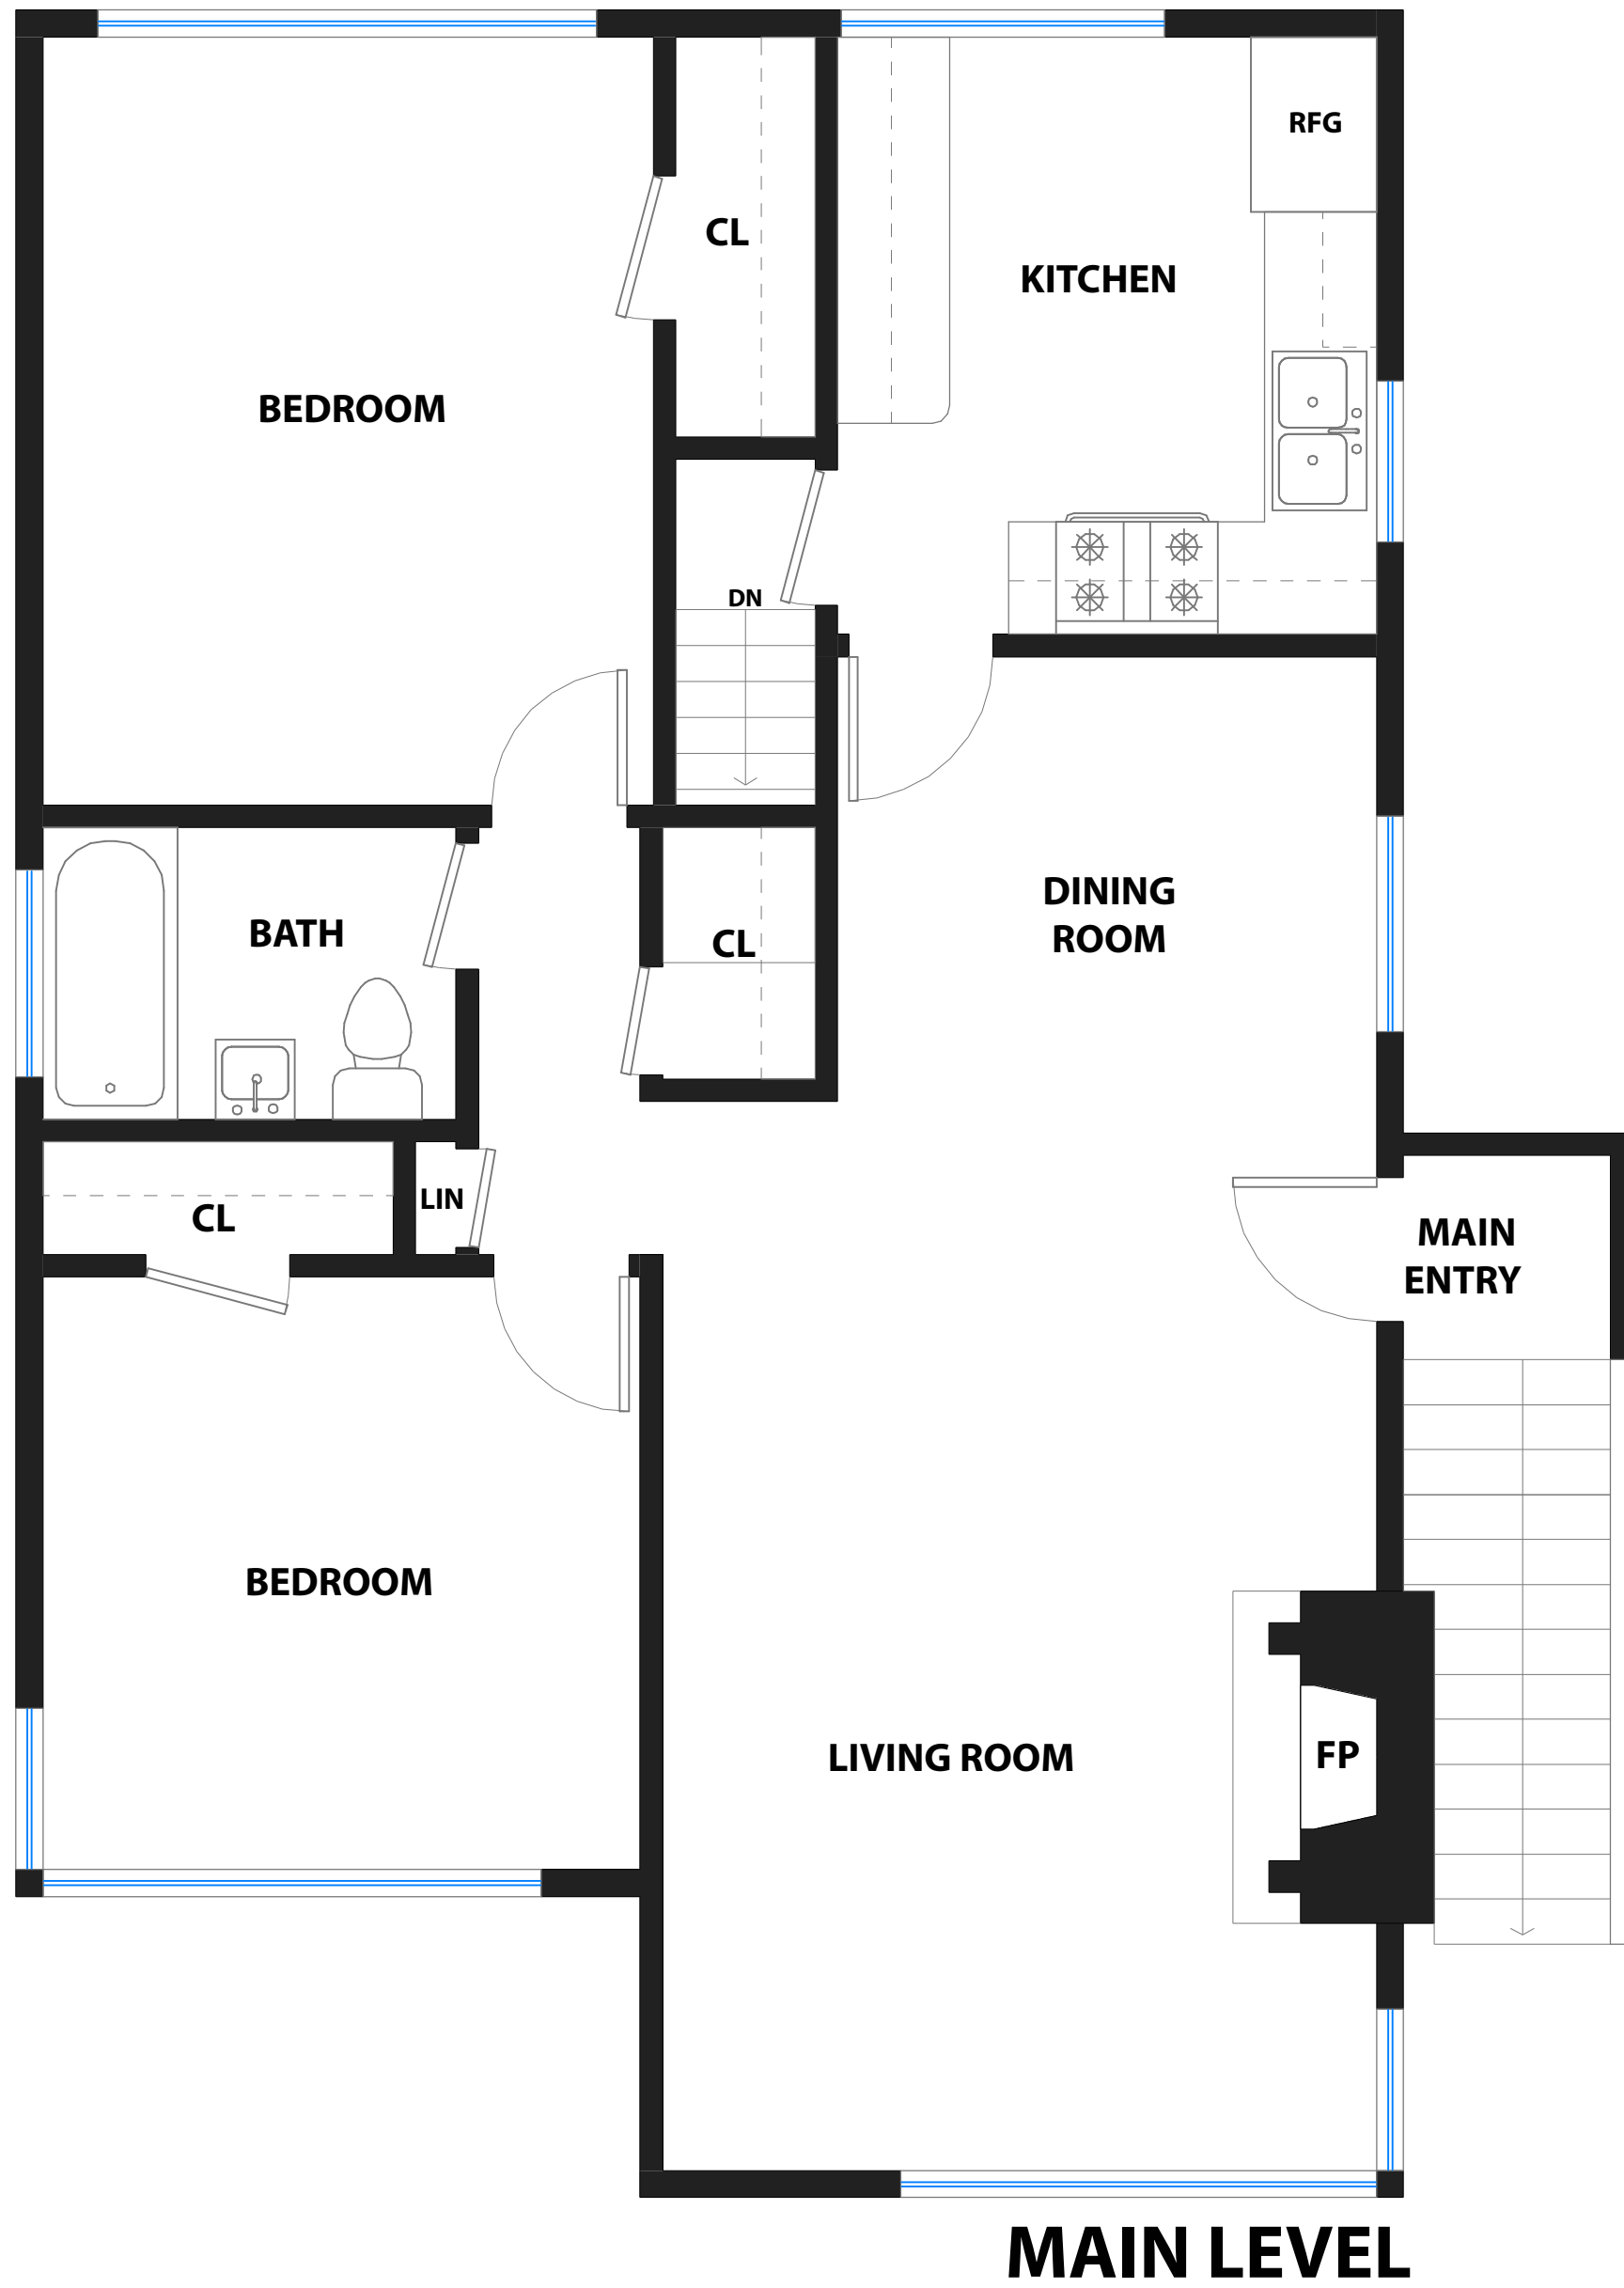 RFG
CL
KITCHEN
BEDROOM
DN
DINING
ROOM
BATH
CL
LIN
CL
MAIN
ENTRY
BEDROOM
LIVING ROOM
FP
MAIN LEVEL